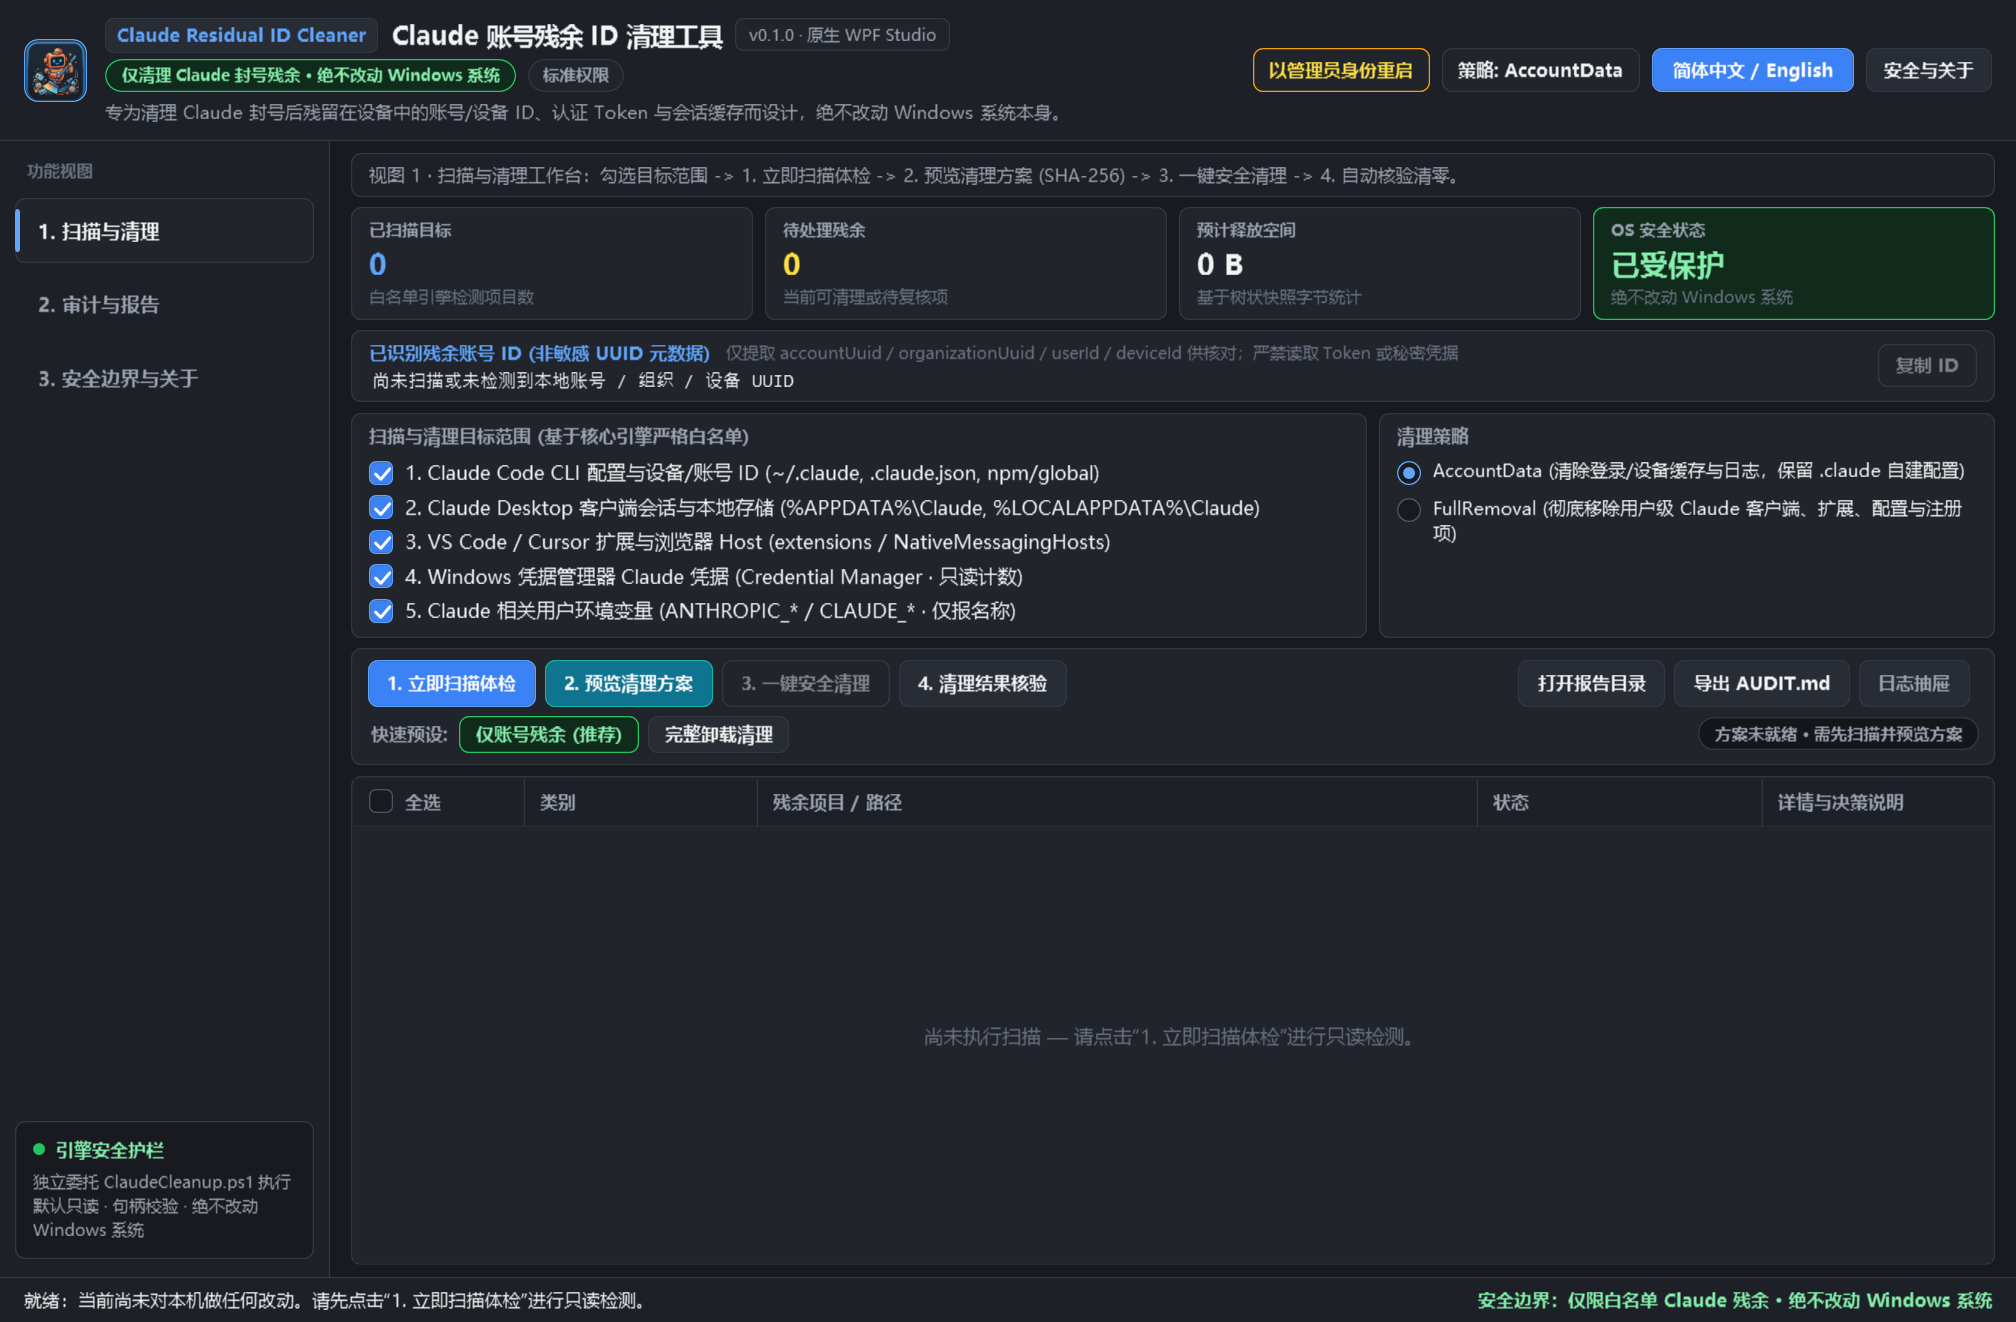 Claude Residual ID Cleaner
Claude 账号残余 ID 清理工具
v0.1.0 · 原生 WPF Studio
仅清理 Claude 封号残余 • 绝不改动 Windows 系统
标准权限
专为清理 Claude 封号后残留在设备中的账号/设备 ID、认证 Token 与会话缓存而设计，绝不改动 Windows 系统本身。
以管理员身份重启
策略: AccountData
简体中文 / English
安全与关于
功能视图
1. 扫描与清理
2. 审计与报告
3. 安全边界与关于
视图 1 · 扫描与清理工作台：勾选目标范围 -> 1. 立即扫描体检 -> 2. 预览清理方案 (SHA-256) -> 3. 一键安全清理 -> 4. 自动核验清零。
已扫描目标
0
白名单引擎检测项目数
待处理残余
0
当前可清理或待复核项
预计释放空间
0 B
基于树状快照字节统计
OS 安全状态
已受保护
绝不改动 Windows 系统
已识别残余账号 ID (非敏感 UUID 元数据)
仅提取 accountUuid / organizationUuid / userId / deviceId 供核对；严禁读取 Token 或秘密凭据
尚未扫描或未检测到本地账号 / 组织 / 设备 UUID
复制 ID
扫描与清理目标范围 (基于核心引擎严格白名单)
1. Claude Code CLI 配置与设备/账号 ID (~/.claude, .claude.json, npm/global)
2. Claude Desktop 客户端会话与本地存储 (%APPDATA%\Claude, %LOCALAPPDATA%\Claude)
3. VS Code / Cursor 扩展与浏览器 Host (extensions / NativeMessagingHosts)
4. Windows 凭据管理器 Claude 凭据 (Credential Manager · 只读计数)
5. Claude 相关用户环境变量 (ANTHROPIC_* / CLAUDE_* · 仅报名称)
清理策略
AccountData (清除登录/设备缓存与日志，保留 .claude 自建配置)
FullRemoval (彻底移除用户级 Claude 客户端、扩展、配置与注册
项)
1. 立即扫描体检
2. 预览清理方案
3. 一键安全清理
4. 清理结果核验
打开报告目录
导出 AUDIT.md
日志抽屉
快速预设:
仅账号残余 (推荐)
完整卸载清理
方案未就绪 • 需先扫描并预览方案
全选
类别
残余项目 / 路径
状态
详情与决策说明
尚未执行扫描 — 请点击“1. 立即扫描体检”进行只读检测。
引擎安全护栏
独立委托 ClaudeCleanup.ps1 执行
默认只读 · 句柄校验 · 绝不改动
Windows 系统
就绪：当前尚未对本机做任何改动。请先点击“1. 立即扫描体检”进行只读检测。
安全边界：仅限白名单 Claude 残余 • 绝不改动 Windows 系统